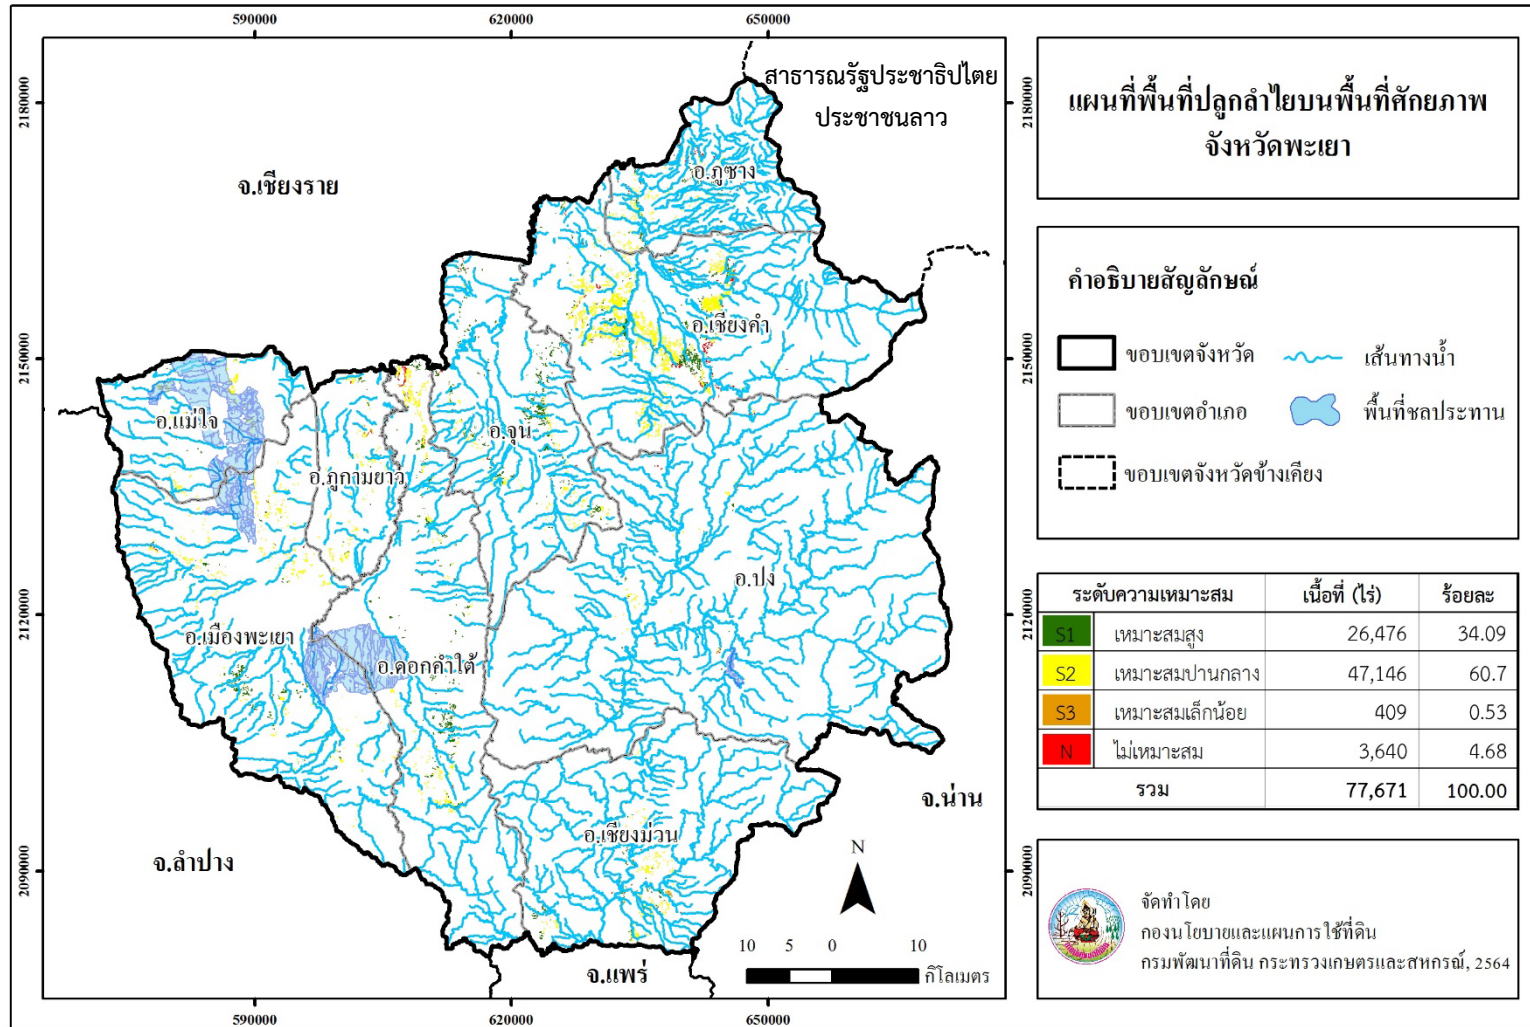 590000
620000
650000
2180000
2150000
2120000
2090000
สาธารณรัฐประชาธิปไตย
ประชาชนลาว
จ.เชียงราย
อ.ภูซาง
อ.เชียงคำ
อ.แม่ใจ
อ.จุน
อ.ภูกามยาว
อ.ปง
อ.เมืองพะเยา
อ.ดอกคำใต้
อ.เชียงม่วน
จ.น่าน
จ.ลำปาง
จ.แพร่
N
10 5 0 10
กิโลเมตร
2180000
2150000
2120000
2090000
590000
620000
650000
แผนที่พื้นที่ปลูกลำไยบนพื้นที่ศักยภาพ
จังหวัดพะเยา
คำอธิบายสัญลักษณ์
ขอบเขตจังหวัด เส้นทางน้ำ
ขอบเขตอำเภอ พื้นที่ชลประทาน
ขอบเขตจังหวัดข้างเคียง
ระดับความเหมาะสม เนื้อที่ (ไร่) ร้อยละ
S1 เหมาะสมสูง 26,476 34.09
S2 เหมาะสมปานกลาง 47,146 60.7
S3 เหมาะสมเล็กน้อย 409 0.53
N ไม่เหมาะสม 3,640 4.68
รวม 77,671 100.00
จัดทำโดย
กองนโยบายและแผนการใช้ที่ดิน
กรมพัฒนาที่ดิน กระทรวงเกษตรและสหกรณ์, 2564